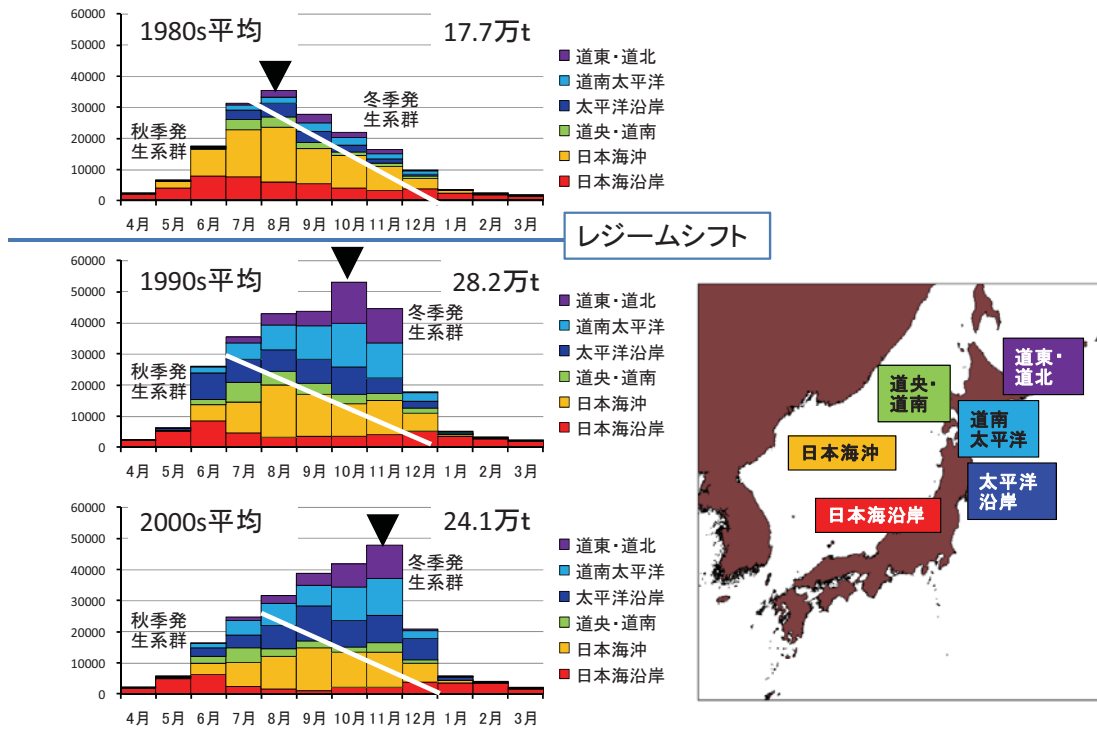 60000
50000
40000
30000
20000
10000
0
1980s平均
17.7万t
秋季発
生系群
冬季発
生系群
4月 5月 6月 7月 8月 9月 10月 11月 12月 1月 2月 3月
道東・道北
道南太平洋
太平洋沿岸
道央・道南
日本海沖
日本海沿岸
レジームシフト
60000
50000
40000
30000
20000
10000
0
1990s平均
28.2万t
秋季発
生系群
冬季発
生系群
4月 5月 6月 7月 8月 9月 10月 11月 12月 1月 2月 3月
道東・道北
道南太平洋
太平洋沿岸
道央・道南
日本海沖
日本海沿岸
60000
50000
40000
30000
20000
10000
0
2000s平均
24.1万t
秋季発
生系群
冬季発
生系群
4月 5月 6月 7月 8月 9月 10月 11月 12月 1月 2月 3月
道東・道北
道南太平洋
太平洋沿岸
道央・道南
日本海沖
日本海沿岸
道東・
道北
道央・
道南
道南
太平洋
日本海沖
太平洋
沿岸
日本海沿岸